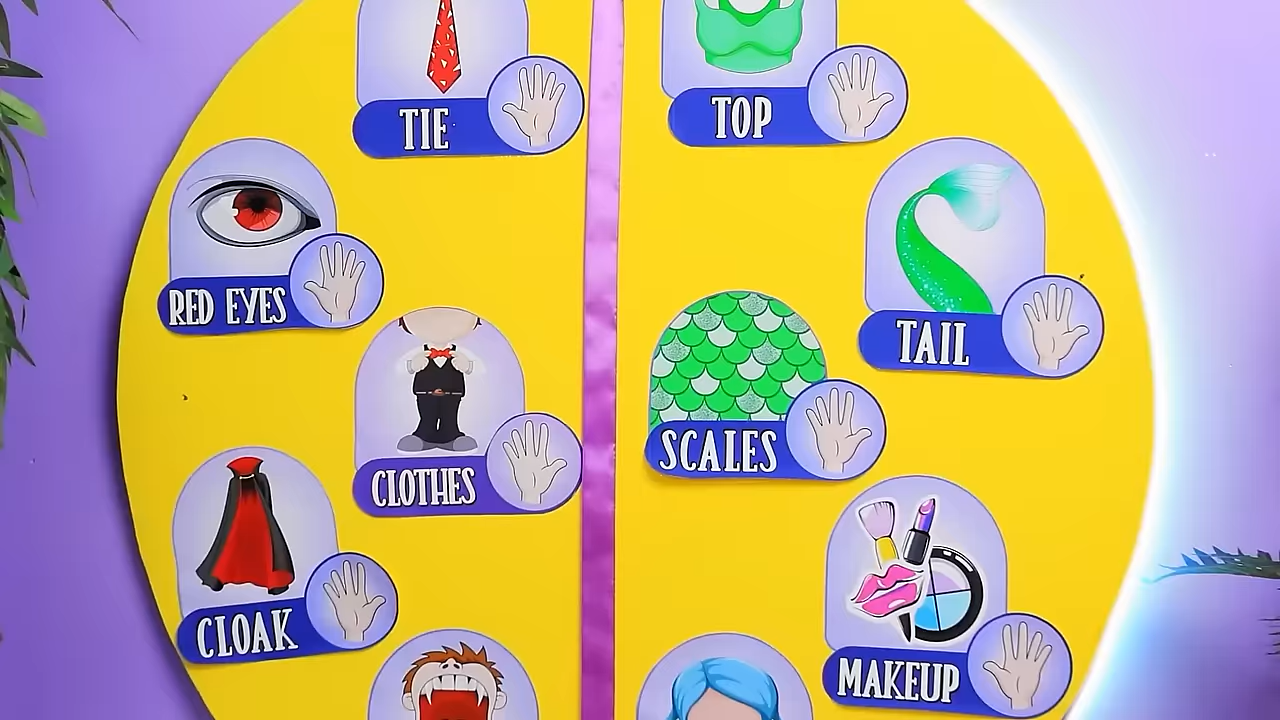 TIE
TOP
RED EYES
TAIL
CLOTHES
SCALES
CLOAK
MAKEUP